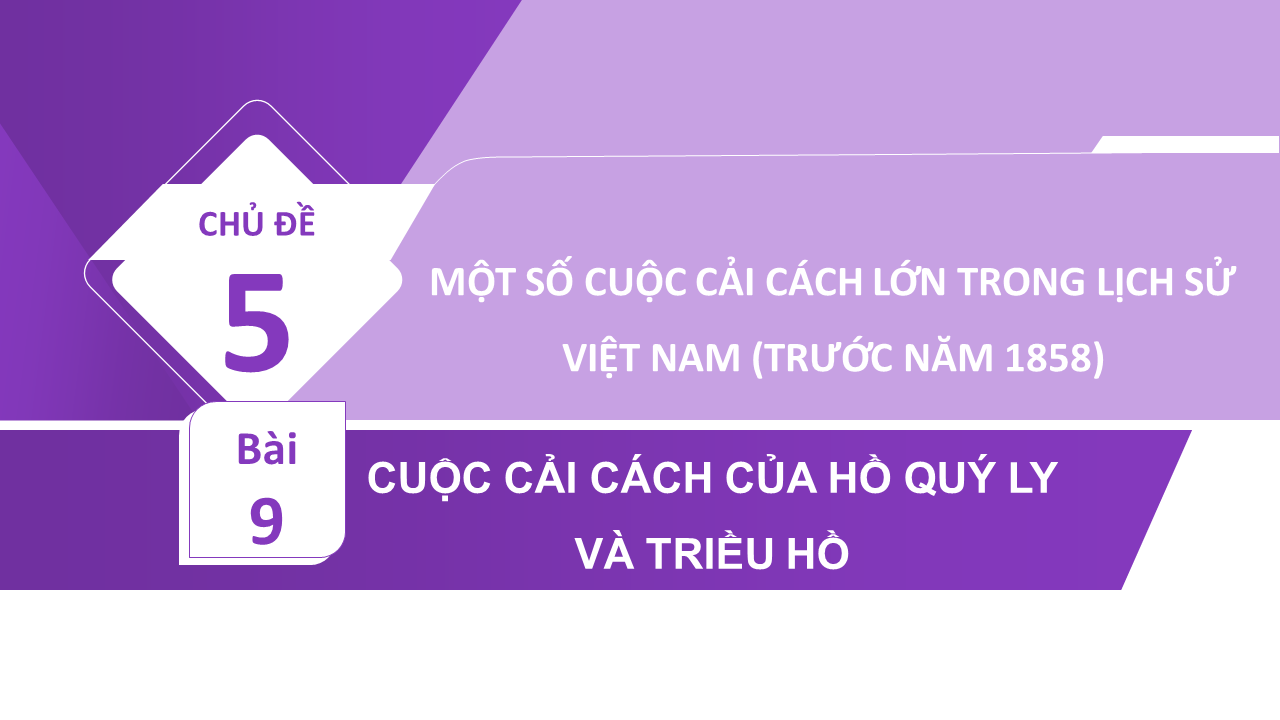 CHỦ ĐỀ
5
MỘT SỐ CUỘC CẢI CÁCH LỚN TRONG LỊCH SỬ
VIỆT NAM (TRƯỚC NĂM 1858)
Bài
9
CUỘC CẢI CÁCH CỦA HỒ QUÝ LY
VÀ TRIỀU HỒ